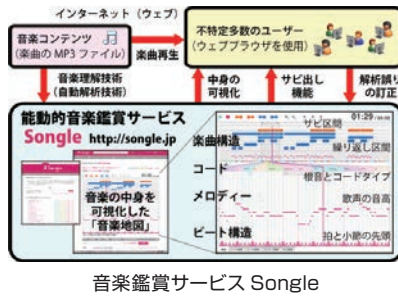 インターネット（ウェブ）
音楽コンテンツ
（楽曲の MP3 ファイル）
楽曲再生
不特定多数のユーザー
（ウェブブラウザを使用）
音楽理解技術
（自動解析技術）
中身の
可視化
サビ出し
機能
解析誤り
の訂正
能動的音楽鑑賞サービス
Songle http://songle.jp
音楽の中身を
可視化した
「音楽地図」
楽曲構造
コード
メロディー
ビート構造
01:29
サビ区間
繰り返し区間
根音とコードタイプ
歌声の音高
拍と小節の先頭
音楽鑑賞サービス Songle